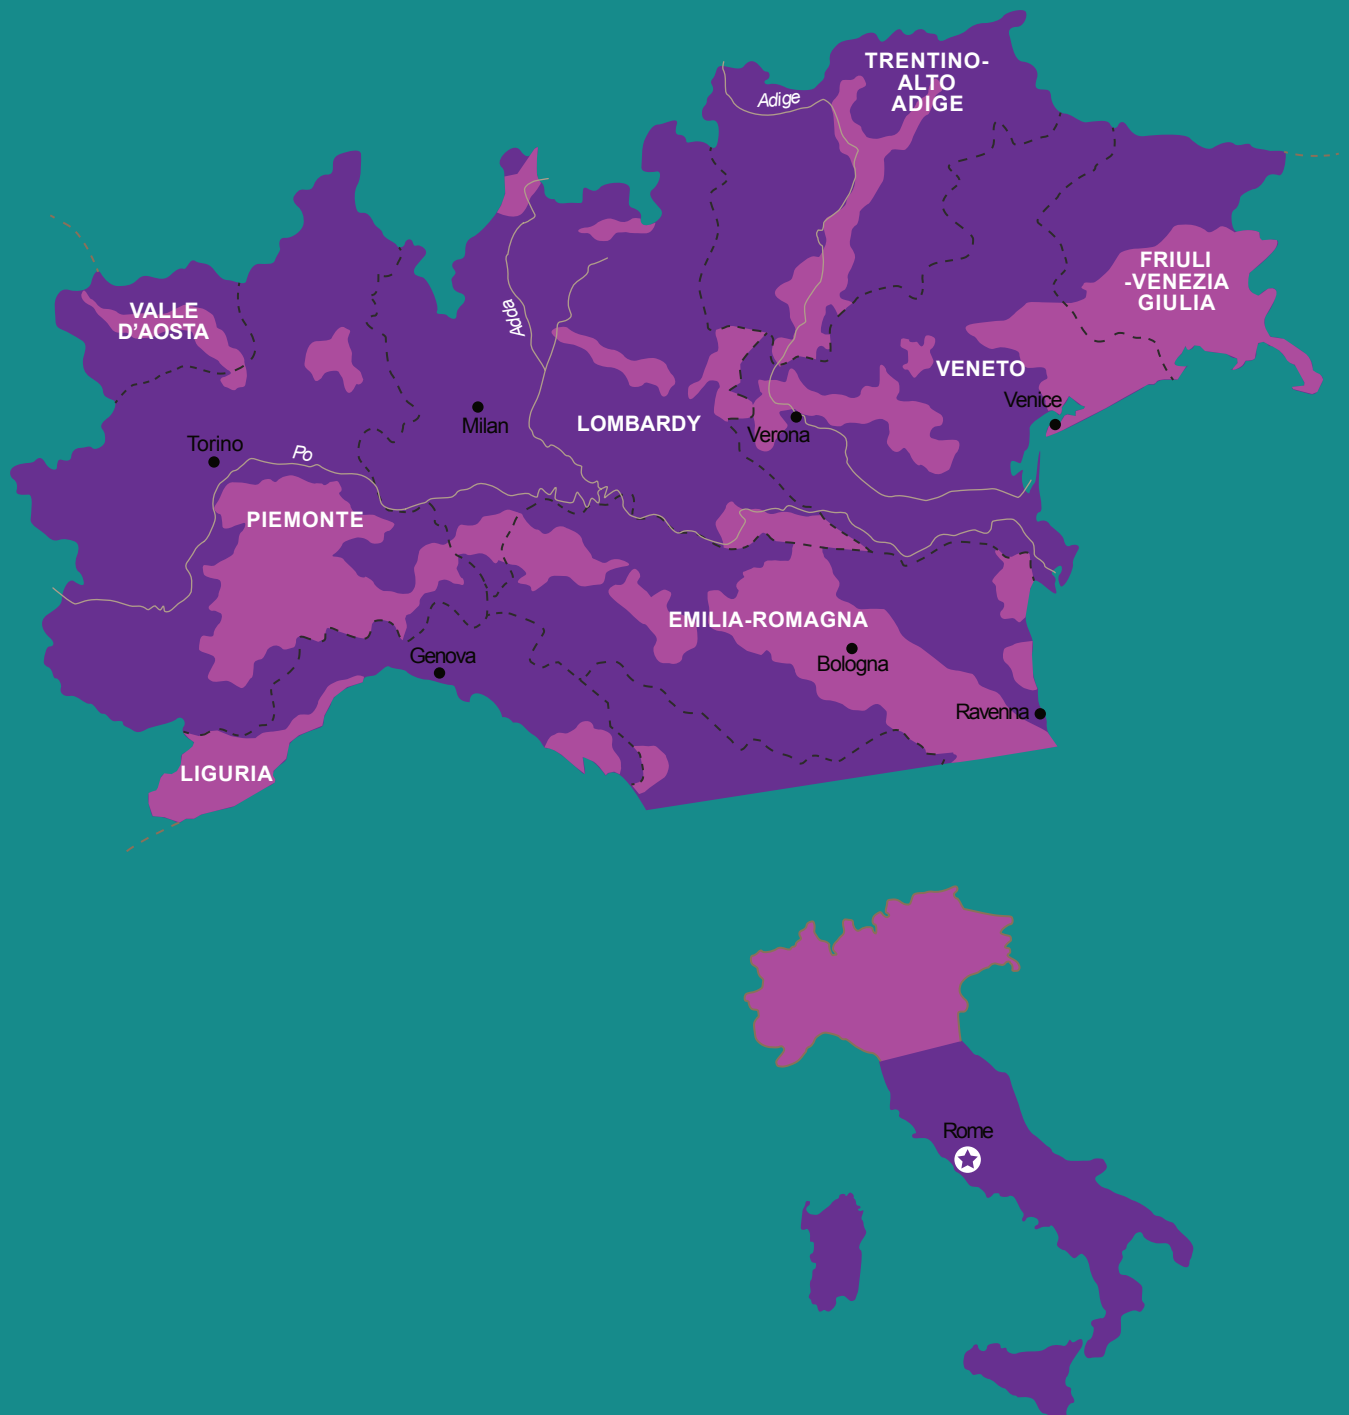 TRENTINO-
ALTO
ADIGE
Adige
FRIULI
-VENEZIA
GIULIA
VALLE
D'AOSTA
Adda
VENETO
Venice
Milan
LOMBARDY
Verona
Torino
Po
PIEMONTE
EMILIA-ROMAGNA
Bologna
Genova
Ravenna
LIGURIA
Rome